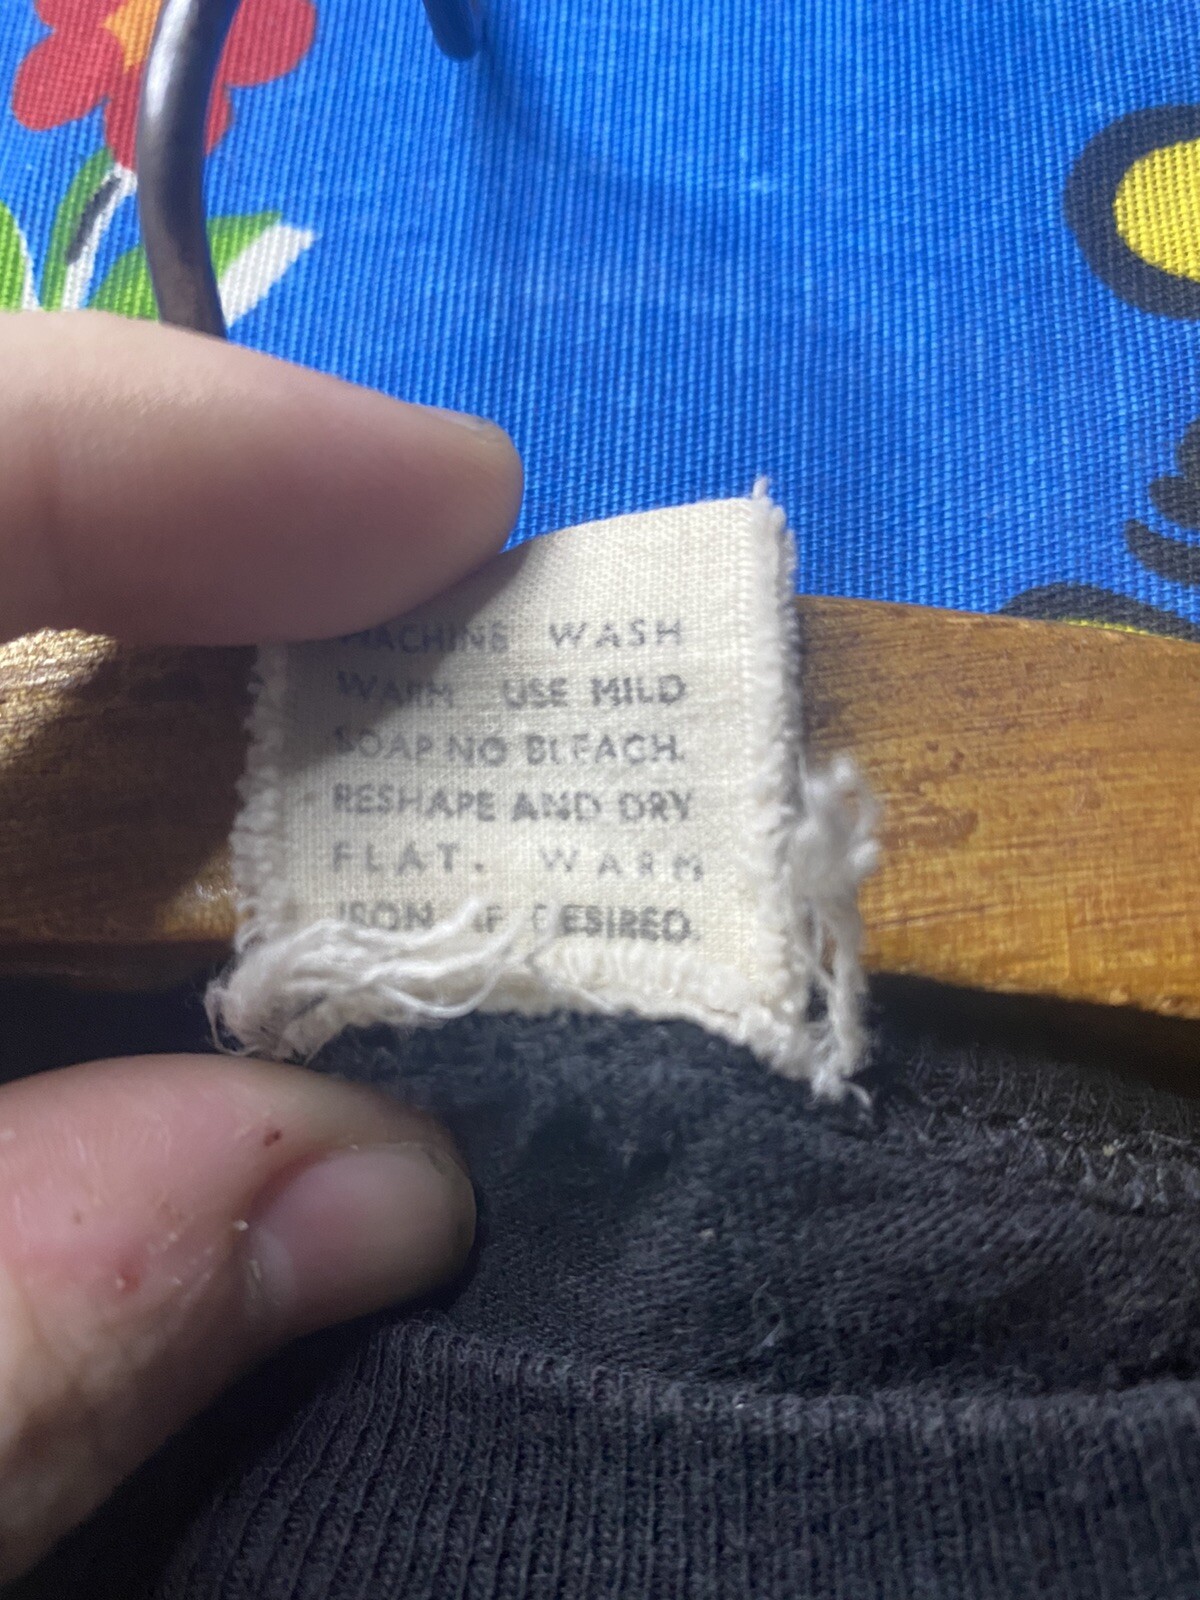 MACHINE WASH
WARM USE MILD
SOAP NO BLEACH.
RESHAPE AND DRY
FLAT. WARM
IRON IF DESIRED.